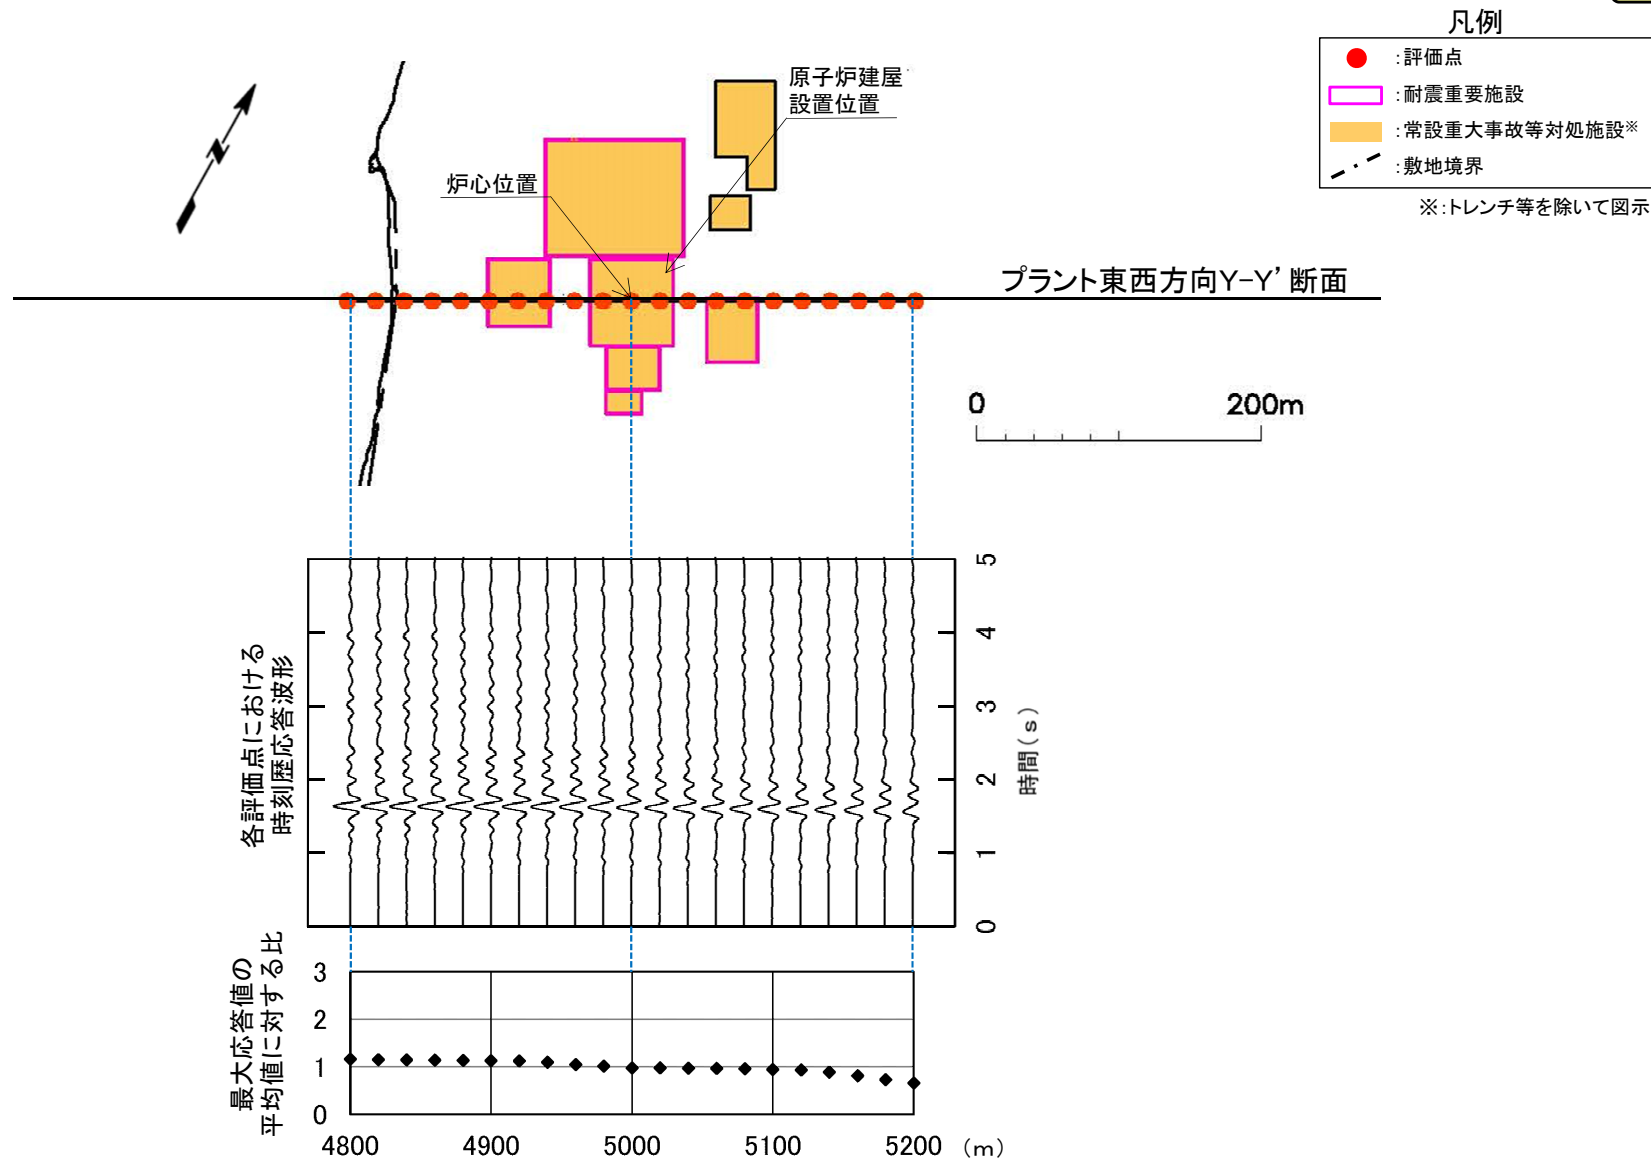 凡例
:評価点
:耐震重要施設
:常設重大事故等対処施設※
:敷地境界
※:トレンチ等を除いて図示
原子炉建屋
設置位置
炉心位置
N
プラント東西方向Y-Y’断面
0 200m
各評価点における
時刻歴応答波形
5
4
3
2
1
0
時間(s)
最大応答値の
平均値に対する比
3
2
1
0
4800 4900 5000 5100 5200 (m)